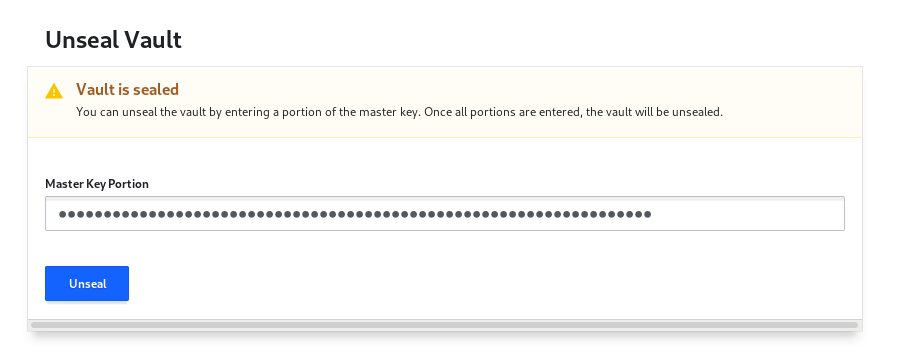 Unseal Vault
Vault is sealed
You can unseal the vault by entering a portion of the master key. Once all portions are entered, the vault will be unsealed.
Master Key Portion
Unseal